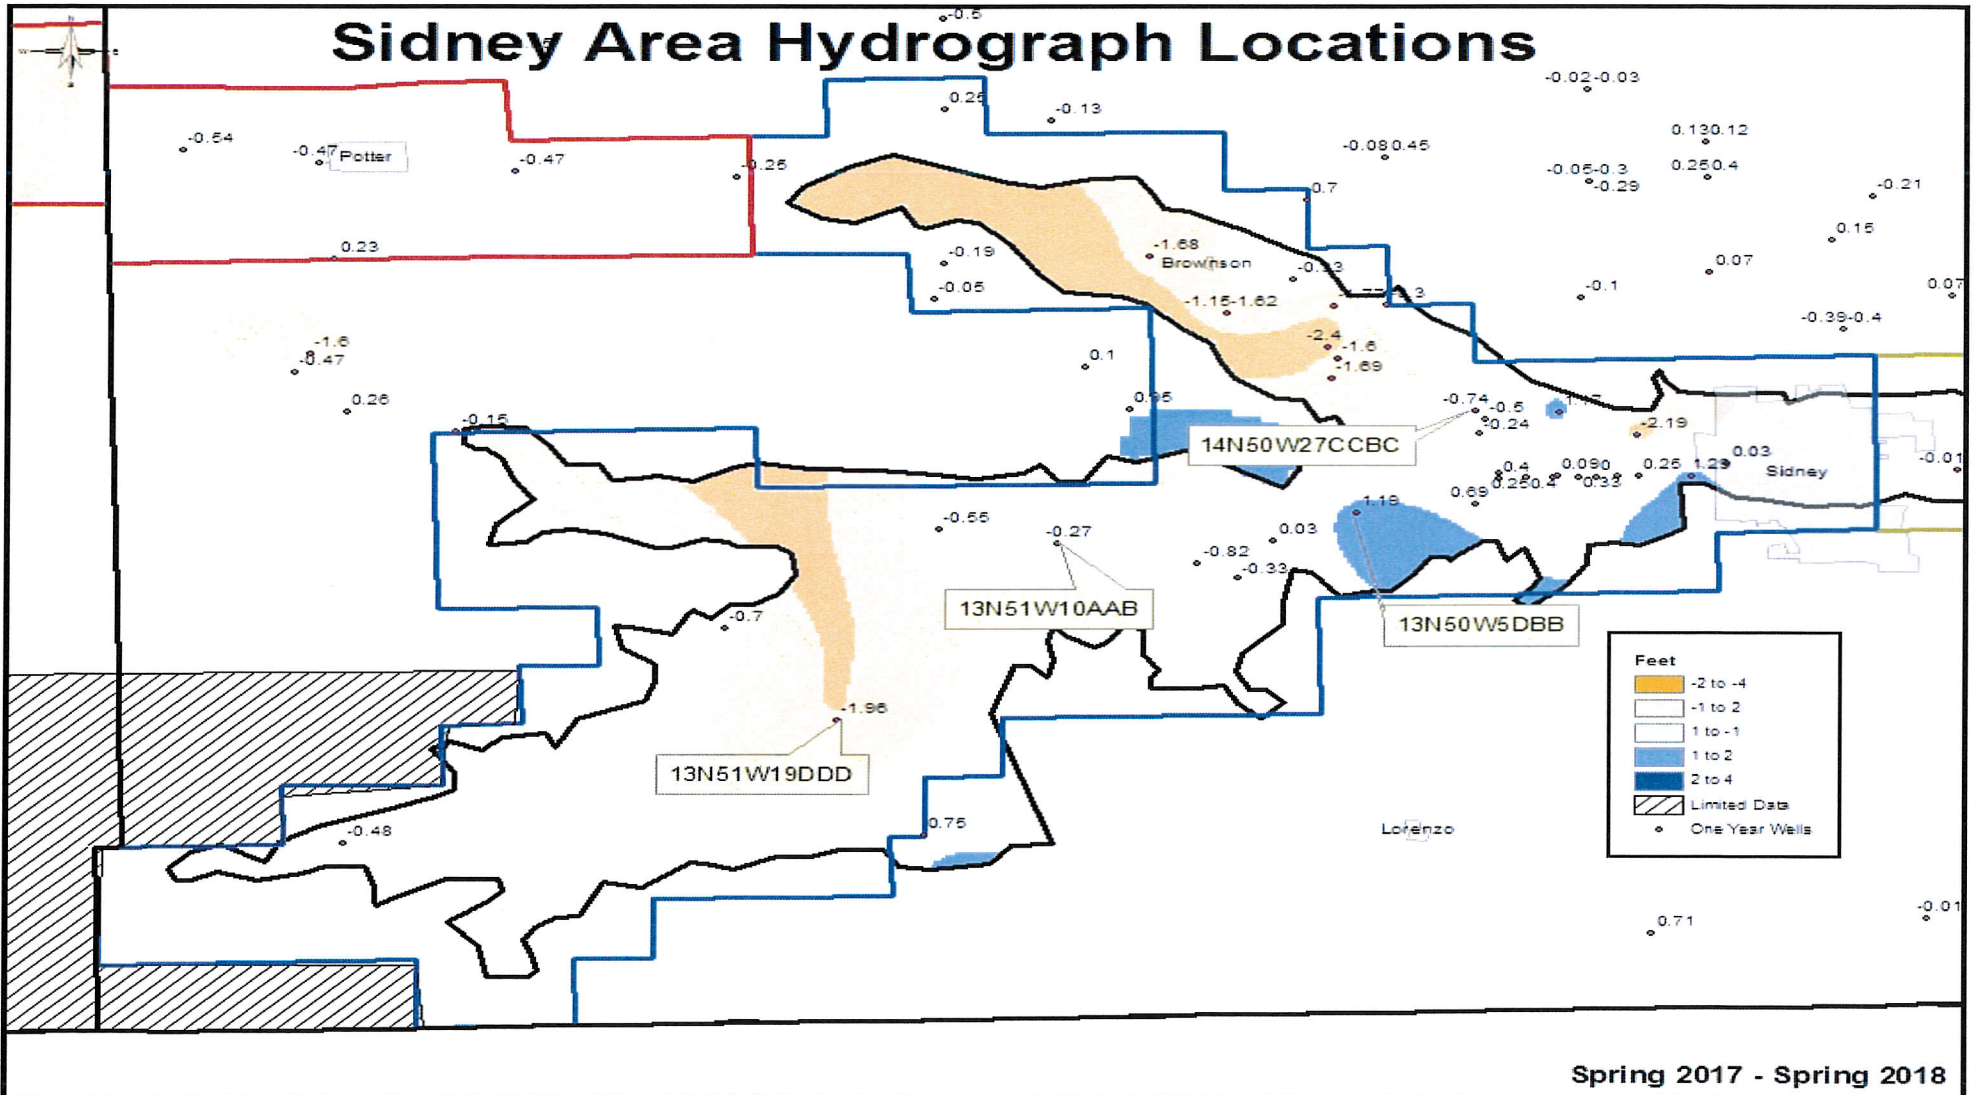 Sidney Area Hydrograph Locations
-0.5
N
W
-0.02-0.03
0.25
-0.13
0.130.12
-0.54
-0.47
Potter
-0.47
-0.25
-0.080.45
-0.05-0.3
-0.29
0.250.4
-0.21
0.7
0.15
0.23
-0.19
-1.68
Brownson
0.07
-0.05
-1.15-1.62
-0.1
0.07
-0.39-0.4
-1.6
-0.47
0.1
-2.4
-1.6
-1.69
0.26
-0.15
-0.74
-0.5
-0.24
-2.19
14N50W27CCBC
0.4
0.090
0.25
1.29
0.03
Sidney
-0.01
0.250.4
0.33
0.69
-0.55
-0.27
1.18
0.03
-0.82
-0.33
13N51W10AAB
13N50W5DBB
-0.7
-1.96
13N51W19DDD
Feet
-2 to -4
-1 to 2
1 to -1
1 to 2
2 to 4
Limited Data
One Year Wells
-0.48
0.75
Lorenzo
0.71
-0.01
Spring 2017 - Spring 2018